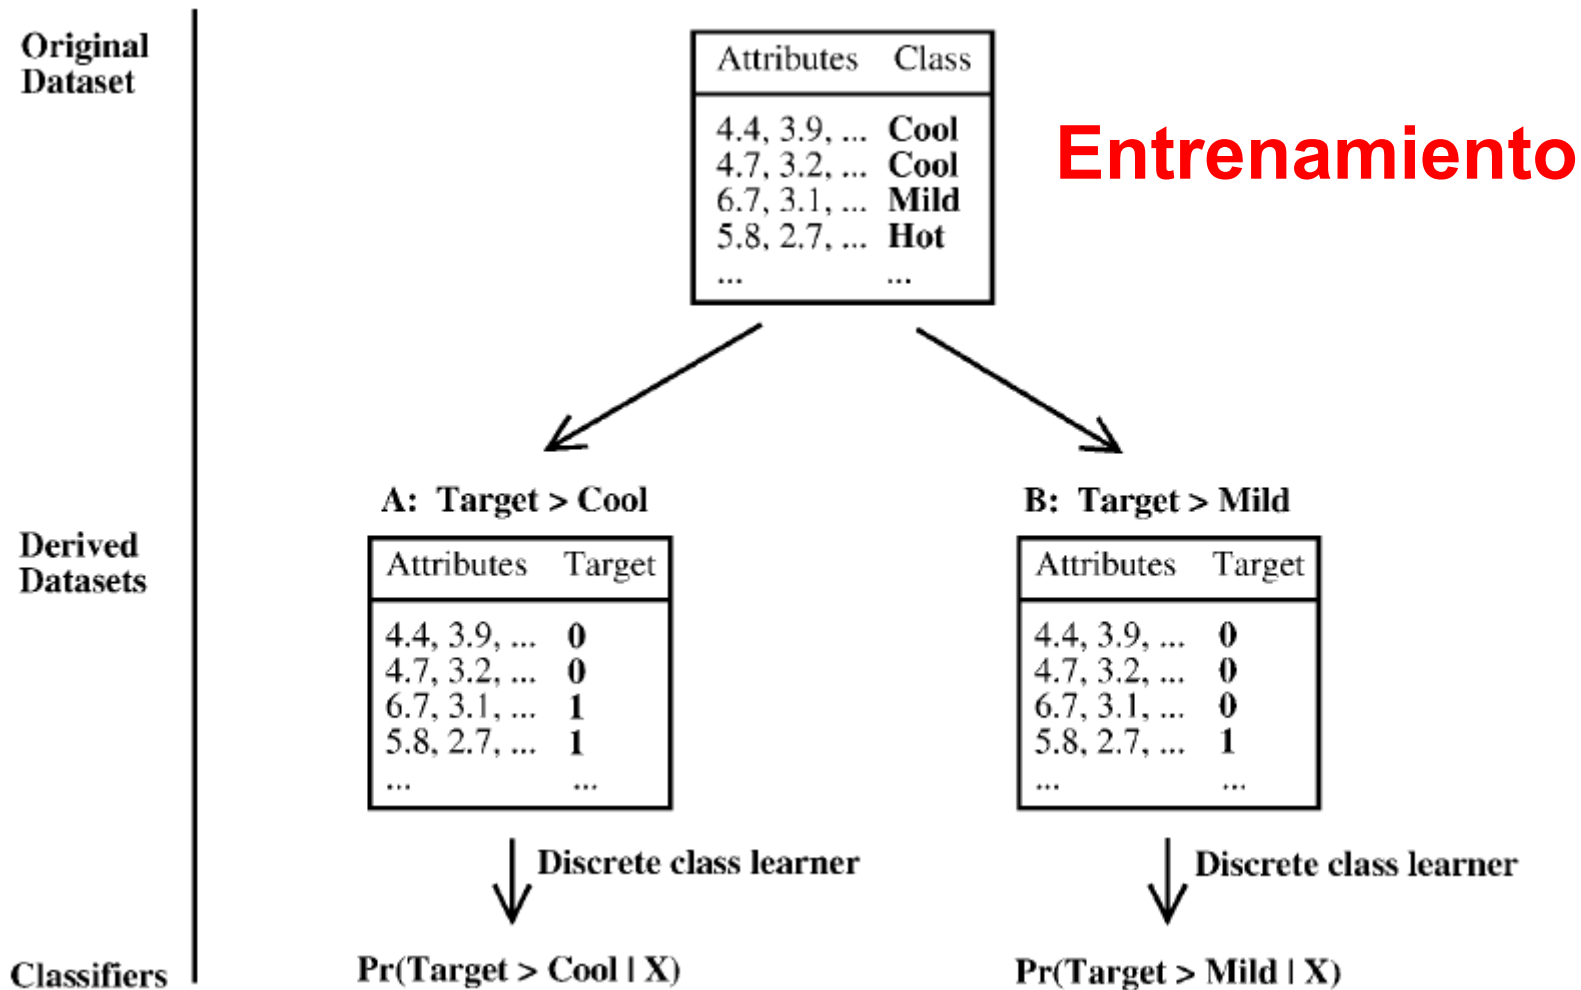 Original
Dataset
Attributes Class
4.4, 3.9, ... Cool
4.7, 3.2, ... Cool
6.7, 3.1, ... Mild
5.8, 2.7, ... Hot
... ...
Entrenamiento
Derived
Datasets
A: Target > Cool
Attributes Target
4.4, 3.9, ... 0
4.7, 3.2, ... 0
6.7, 3.1, ... 1
5.8, 2.7, ... 1
... ...
B: Target > Mild
Attributes Target
4.4, 3.9, ... 0
4.7, 3.2, ... 0
6.7, 3.1, ... 0
5.8, 2.7, ... 1
... ...
Discrete class learner
Discrete class learner
Classifiers
Pr(Target > Cool | X)
Pr(Target > Mild | X)